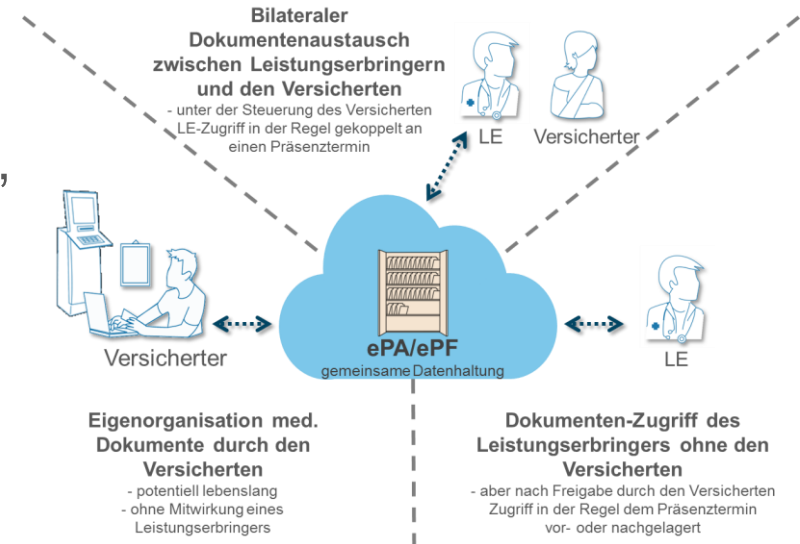 Bilateraler
Dokumentenaustausch
zwischen Leistungserbringern
und den Versicherten
- unter der Steuerung des Versicherten
LE-Zugriff in der Regel gekoppelt an
einen Präsenztermin
LE
Versicherter
,
Versicherter
ePA/ePF
gemeinsame Datenhaltung
LE
Eigenorganisation med.
Dokumente durch den
Versicherten
- potentiell lebenslang
- ohne Mitwirkung eines
Leistungserbringers
Dokumenten-Zugriff des
Leistungserbringers ohne den
Versicherten
- aber nach Freigabe durch den Versicherten
Zugriff in der Regel dem Präsenztermin
vor- oder nachgelagert